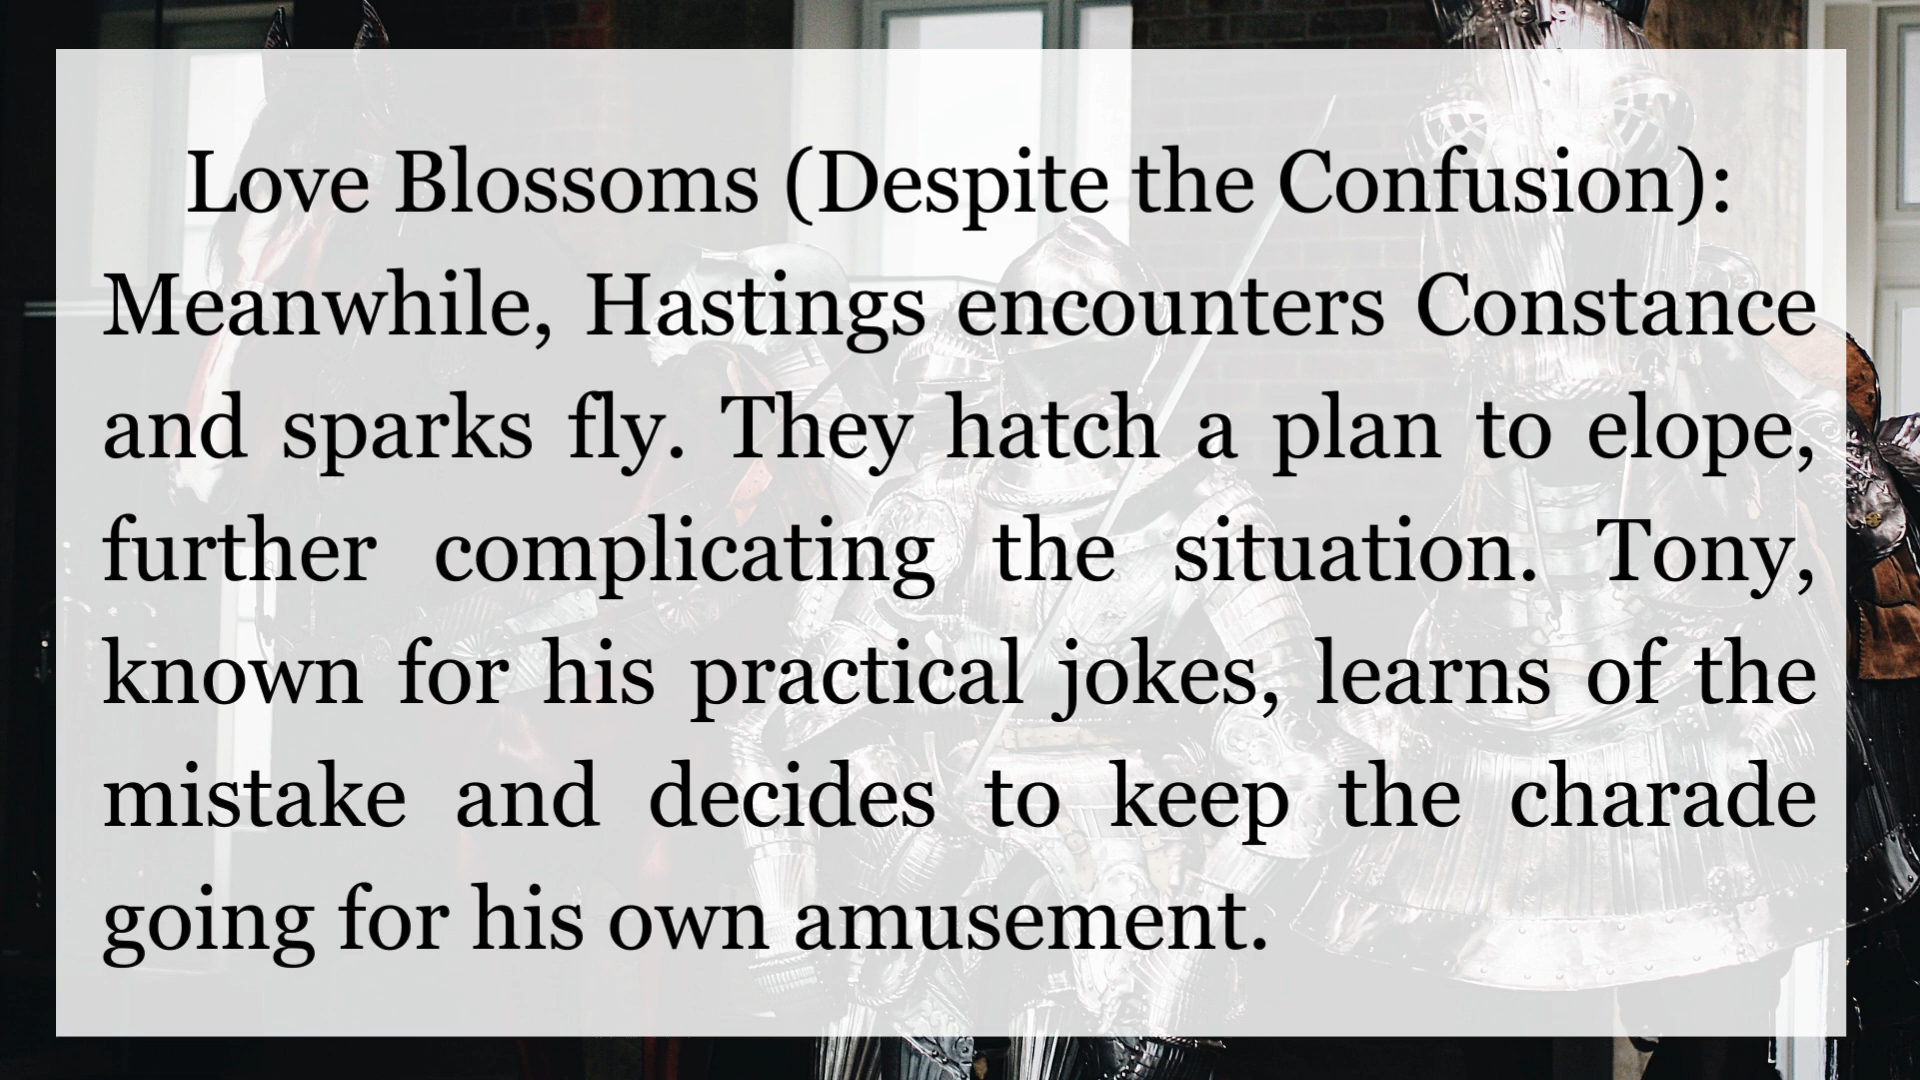 Love Blossoms (Despite the Confusion):
Meanwhile, Hastings encounters Constance
and sparks fly. They hatch a plan to elope,
further complicating the situation. Tony,
known for his practical jokes, learns of the
mistake and decides to keep the charade
going for his own amusement.